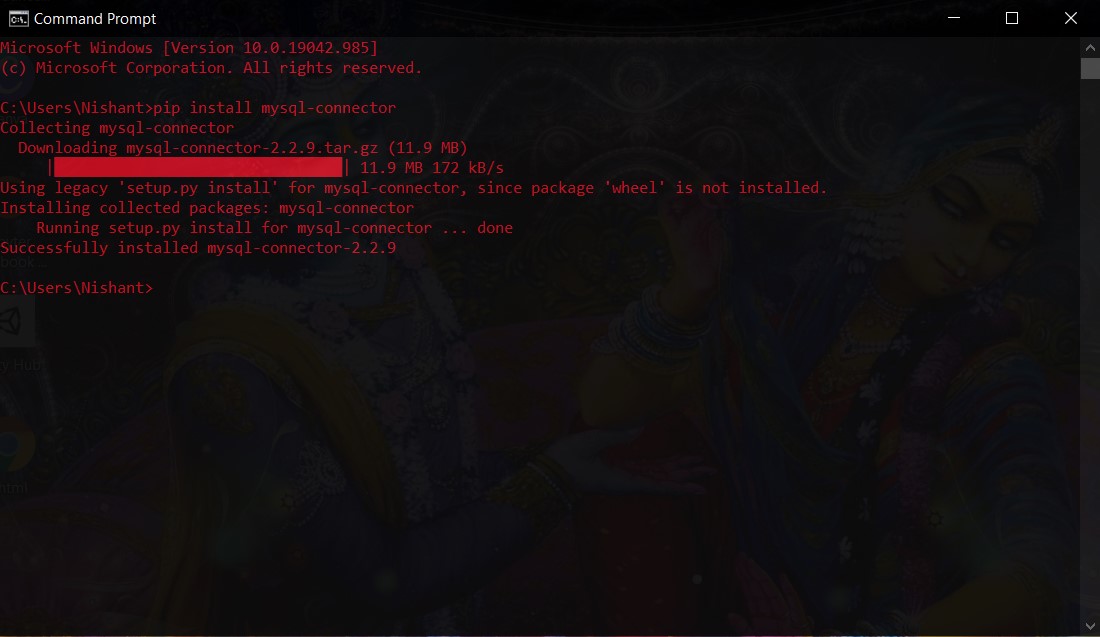 Command Prompt
Microsoft Windows [Version 10.0.19042.985]
(c) Microsoft Corporation. All rights reserved.
C:\Users\Nishant>pip install mysql-connector
Collecting mysql-connector
Downloading mysql-connector-2.2.9.tar.gz (11.9 MB)
|████████████████████████████████| 11.9 MB 172 kB/s
Using legacy 'setup.py install' for mysql-connector, since package 'wheel' is not installed.
Installing collected packages: mysql-connector
Running setup.py install for mysql-connector ... done
Successfully installed mysql-connector-2.2.9
book...
C:\Users\Nishant>
y Hub
html